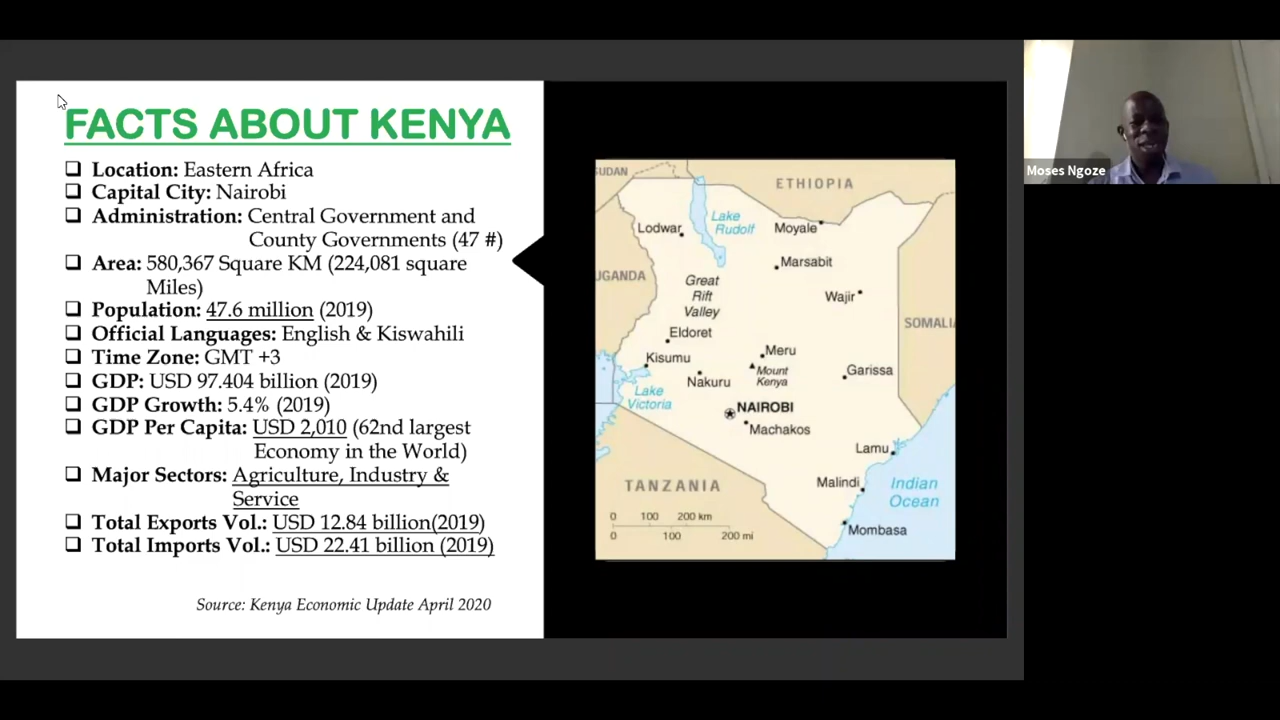 FACTS ABOUT KENYA
❑ Location: Eastern Africa
❑ Capital City: Nairobi
❑ Administration: Central Government and
County Governments (47 #)
❑ Area: 580,367 Square KM (224,081 square
Miles)
❑ Population: 47.6 million (2019)
❑ Official Languages: English & Kiswahili
❑ Time Zone: GMT +3
❑ GDP: USD 97.404 billion (2019)
❑ GDP Growth: 5.4% (2019)
❑ GDP Per Capita: USD 2,010 (62nd largest
Economy in the World)
❑ Major Sectors: Agriculture, Industry &
Service
❑ Total Exports Vol.: USD 12.84 billion(2019)
❑ Total Imports Vol.: USD 22.41 billion (2019)
Source: Kenya Economic Update April 2020
SUDAN
ETHIOPIA
Lake
Rudolf
Lodwar
Moyale
Marsabit
UGANDA
Great
Rift
Valley
Wajir
SOMALI
Eldoret
Kisumu
Meru
Mount
Kenya
Garissa
Nakuru
Lake
Victoria
NAIROBI
Machakos
Lamu
TANZANIA
Malindi
Indian
Ocean
0 100 200 km
0 100 200 mi
Mombasa
Moses Ngoze